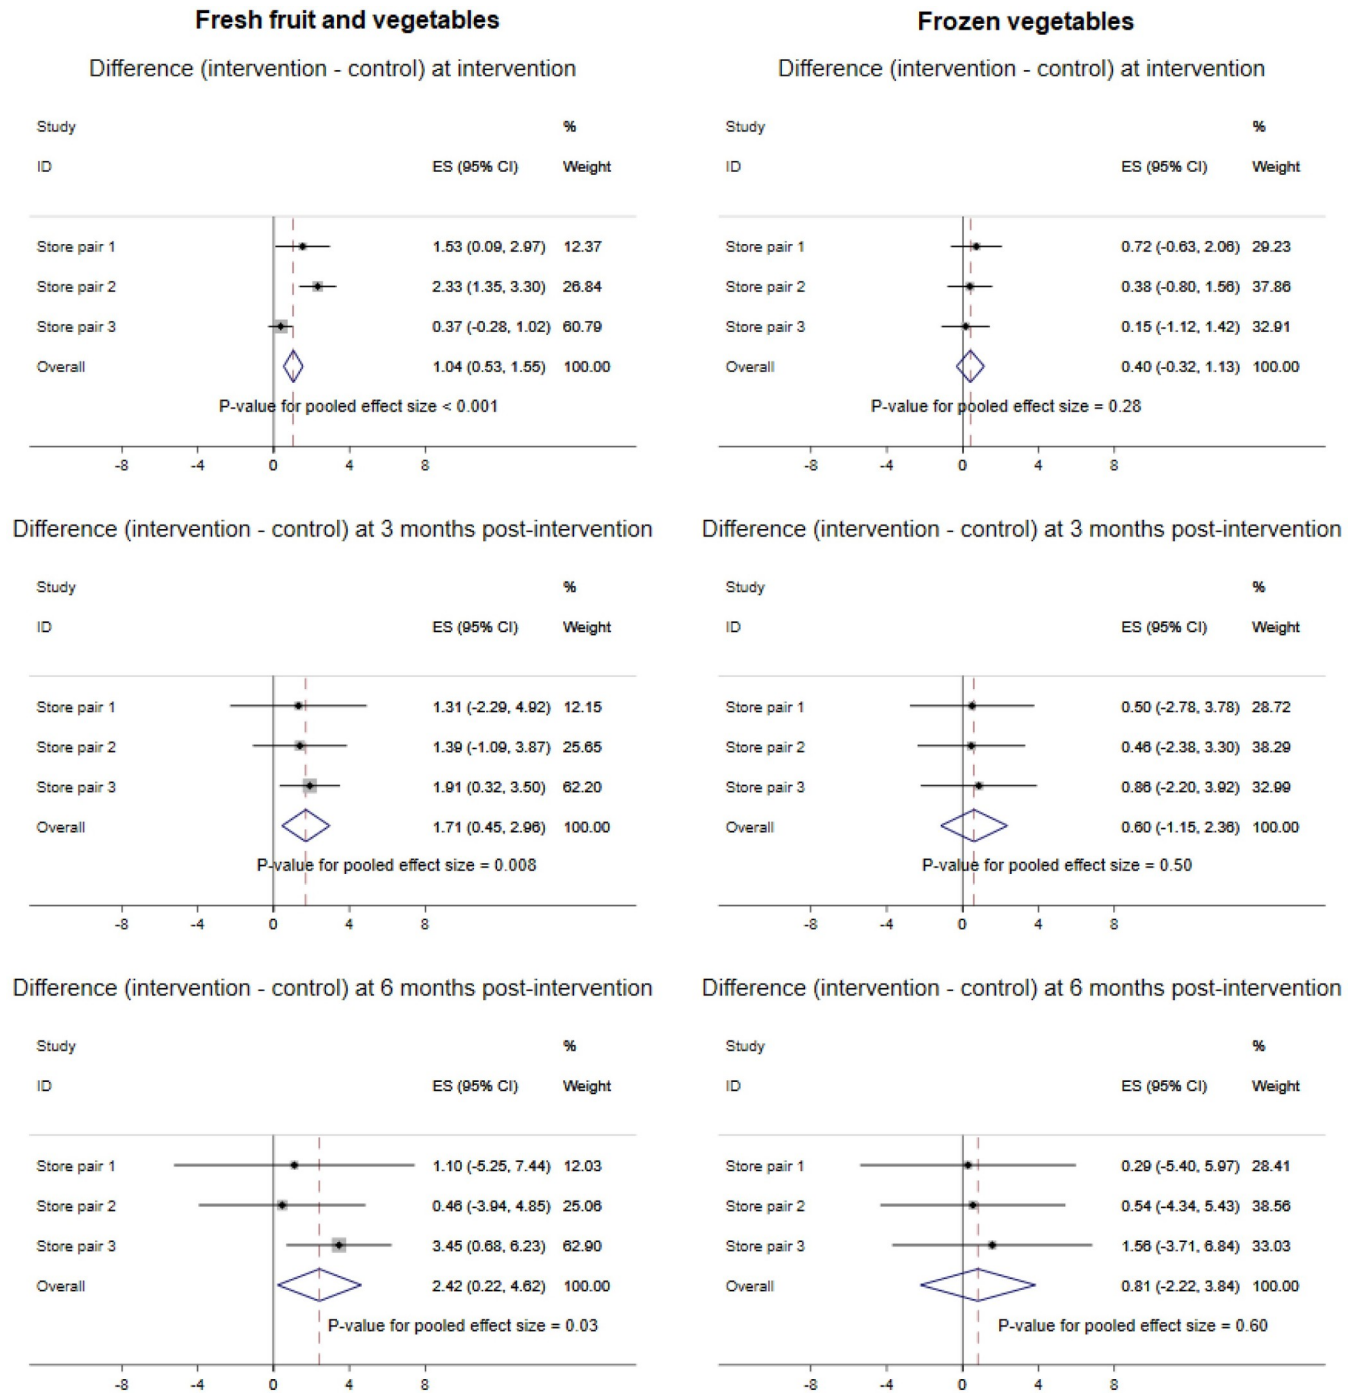 Fresh fruit and vegetables
Difference (intervention - control) at intervention
Study %
ID ES (95% CI) Weight
Store pair 1 1.53 (0.09, 2.97) 12.37
Store pair 2 2.33 (1.35, 3.30) 26.84
Store pair 3 0.37 (-0.28, 1.02) 60.79
Overall 1.04 (0.53, 1.55) 100.00
P-value for pooled effect size < 0.001
-8 -4 0 4 8
Difference (intervention - control) at 3 months post-intervention
Study %
ID ES (95% CI) Weight
Store pair 1 1.31 (-2.29, 4.92) 12.15
Store pair 2 1.39 (-1.09, 3.87) 25.65
Store pair 3 1.91 (0.32, 3.50) 62.20
Overall 1.71 (0.45, 2.96) 100.00
P-value for pooled effect size = 0.008
-8 -4 0 4 8
Difference (intervention - control) at 6 months post-intervention
Study %
ID ES (95% CI) Weight
Store pair 1 1.10 (-5.25, 7.44) 12.03
Store pair 2 0.46 (-3.94, 4.85) 25.06
Store pair 3 3.45 (0.68, 6.23) 62.90
Overall 2.42 (0.22, 4.62) 100.00
P-value for pooled effect size = 0.03
-8 -4 0 4 8
Frozen vegetables
Difference (intervention - control) at intervention
Study %
ID ES (95% CI) Weight
Store pair 1 0.72 (-0.63, 2.06) 29.23
Store pair 2 0.38 (-0.80, 1.56) 37.86
Store pair 3 0.15 (-1.12, 1.42) 32.91
Overall 0.40 (-0.32, 1.13) 100.00
P-value for pooled effect size = 0.28
-8 -4 0 4 8
Difference (intervention - control) at 3 months post-intervention
Study %
ID ES (95% CI) Weight
Store pair 1 0.50 (-2.78, 3.78) 28.72
Store pair 2 0.46 (-2.38, 3.30) 38.29
Store pair 3 0.86 (-2.20, 3.92) 32.99
Overall 0.60 (-1.15, 2.36) 100.00
P-value for pooled effect size = 0.50
-8 -4 0 4 8
Difference (intervention - control) at 6 months post-intervention
Study %
ID ES (95% CI) Weight
Store pair 1 0.29 (-5.40, 5.97) 28.41
Store pair 2 0.54 (-4.34, 5.43) 38.56
Store pair 3 1.56 (-3.71, 6.84) 33.03
Overall 0.81 (-2.22, 3.84) 100.00
P-value for pooled effect size = 0.60
-8 -4 0 4 8